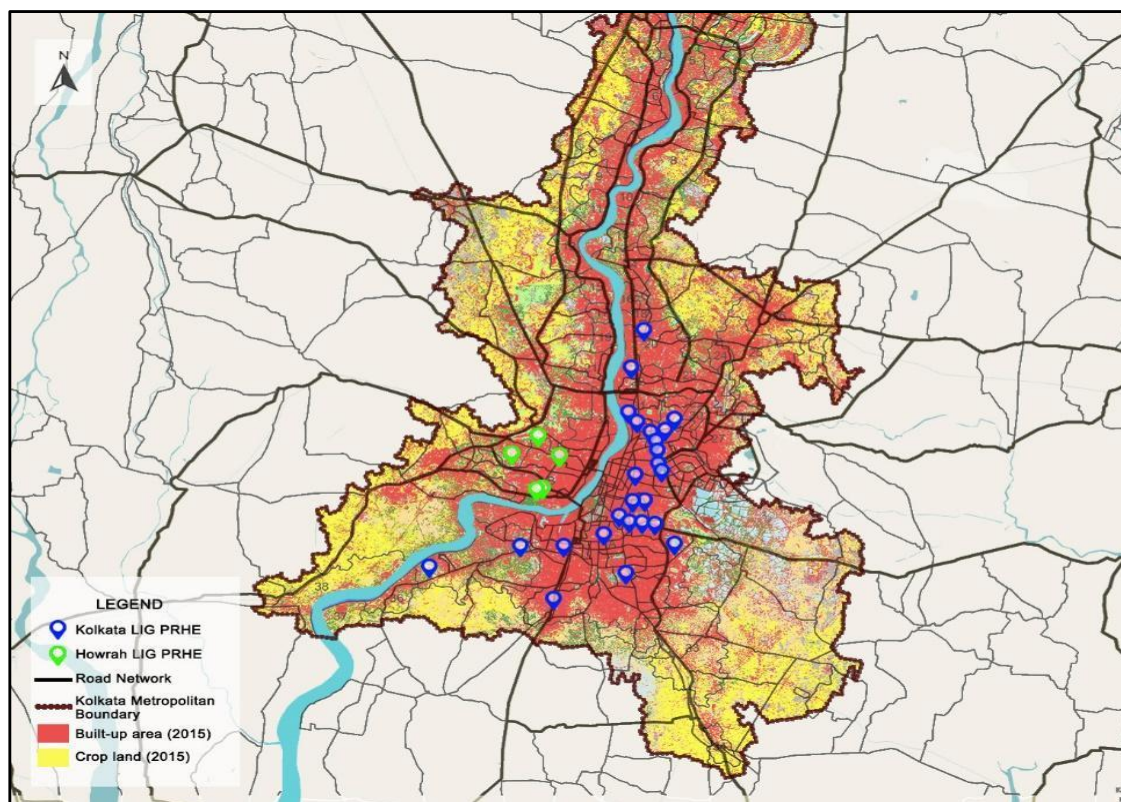 N
38
LEGEND
Kolkata LIG PRHE
Howrah LIG PRHE
Road Network
Kolkata Metropolitan
Boundary
Built-up area (2015)
Crop land (2015)